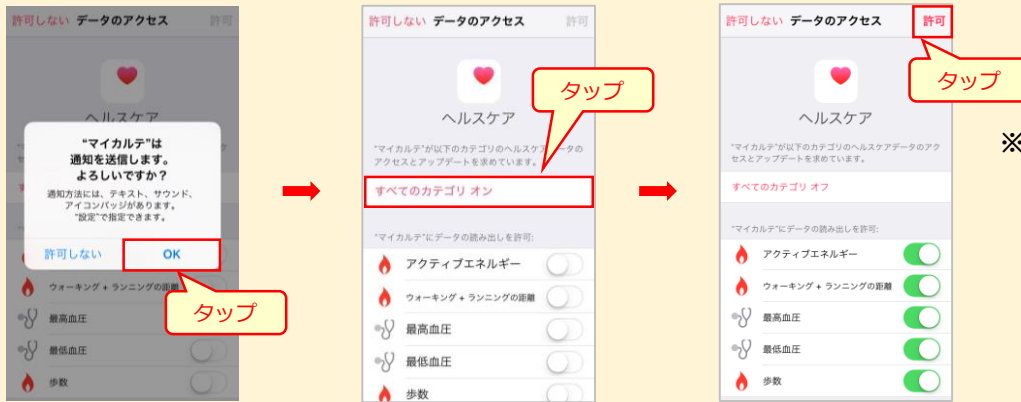 許可しない データのアクセス 許可
ヘルスケア
"マイカルテ"は
通知を送信します。
よろしいですか?
通知方法には、テキスト、サウンド、
アイコンバッジがあります。
"設定"で指定できます。
許可しない OK
タップ
ウォーキング + ランニングの距離
最高血圧
最低血圧
歩数
許可しない データのアクセス 許可
タップ
ヘルスケア
"マイカルテ"が以下のカテゴリのヘルスケアデータの
アクセスとアップデートを求めています。
すべてのカテゴリ オン
"マイカルテ"にデータの読み出しを許可:
アクティブエネルギー
ウォーキング + ランニングの距離
最高血圧
最低血圧
歩数
許可しない データのアクセス 許可
タップ
ヘルスケア
"マイカルテ"が以下のカテゴリのヘルスケアデータのアク
セスとアップデートを求めています。
すべてのカテゴリ オフ
"マイカルテ"にデータの読み出しを許可:
アクティブエネルギー
ウォーキング + ランニングの距離
最高血圧
最低血圧
歩数
※